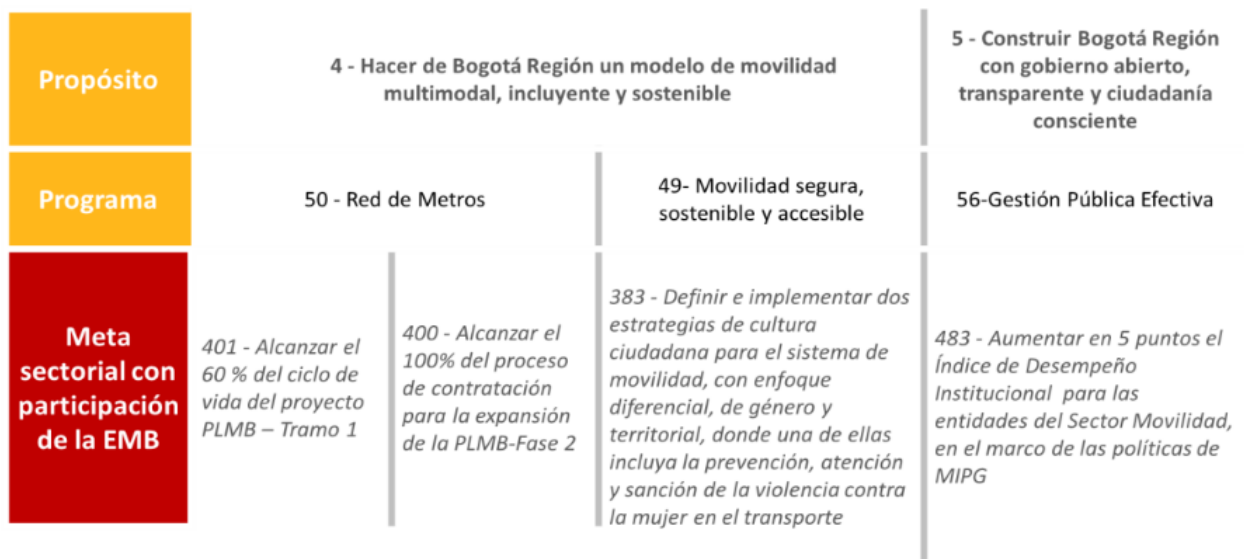 Propósito
4 - Hacer de Bogotá Región un modelo de movilidad
multimodal, incluyente y sostenible
5 - Construir Bogotá Región
con gobierno abierto,
transparente y ciudadanía
consciente
Programa
50 - Red de Metros
49- Movilidad segura,
sostenible y accesible
56-Gestión Pública Efectiva
Meta
sectorial con
participación
de la EMB
401 - Alcanzar el
60 % del ciclo de
vida del proyecto
PLMB – Tramo 1
400 - Alcanzar el
100% del proceso
de contratación
para la expansión
de la PLMB-Fase 2
383 - Definir e implementar dos
estrategias de cultura
ciudadana para el sistema de
movilidad, con enfoque
diferencial, de género y
territorial, donde una de ellas
incluya la prevención, atención
y sanción de la violencia contra
la mujer en el transporte
483 - Aumentar en 5 puntos el
Índice de Desempeño
Institucional para las
entidades del Sector Movilidad,
en el marco de las políticas de
MIPG